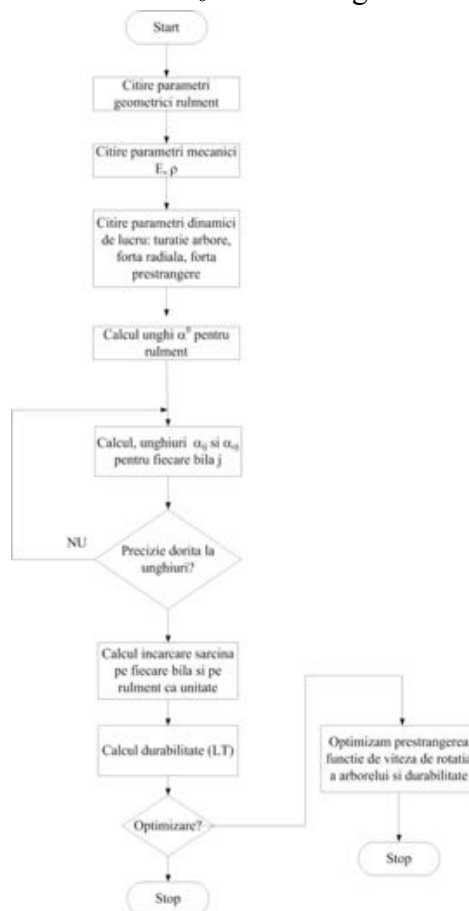 Start
Citire parametri
geometrici rulment
Citire parametri mecanici
E, ρ
Citire parametri dinamici
de lucru: turatie arbore,
forta radiala, forta
prestrangere
Calcul unghi α⁰ pentru
rulment
Calcul, unghiuri αᵢⱼ si αₑⱼ
pentru fiecare bila j
NU
Precizie dorita la
unghiuri?
Calcul incarcare sarcina
pe fiecare bila si pe
rulment ca unitate
Calcul durabilitate (LT)
Optimizare?
Stop
Optimizam prestrangerea
functie de viteza de rotatia
a arborelui si durabilitate
Stop